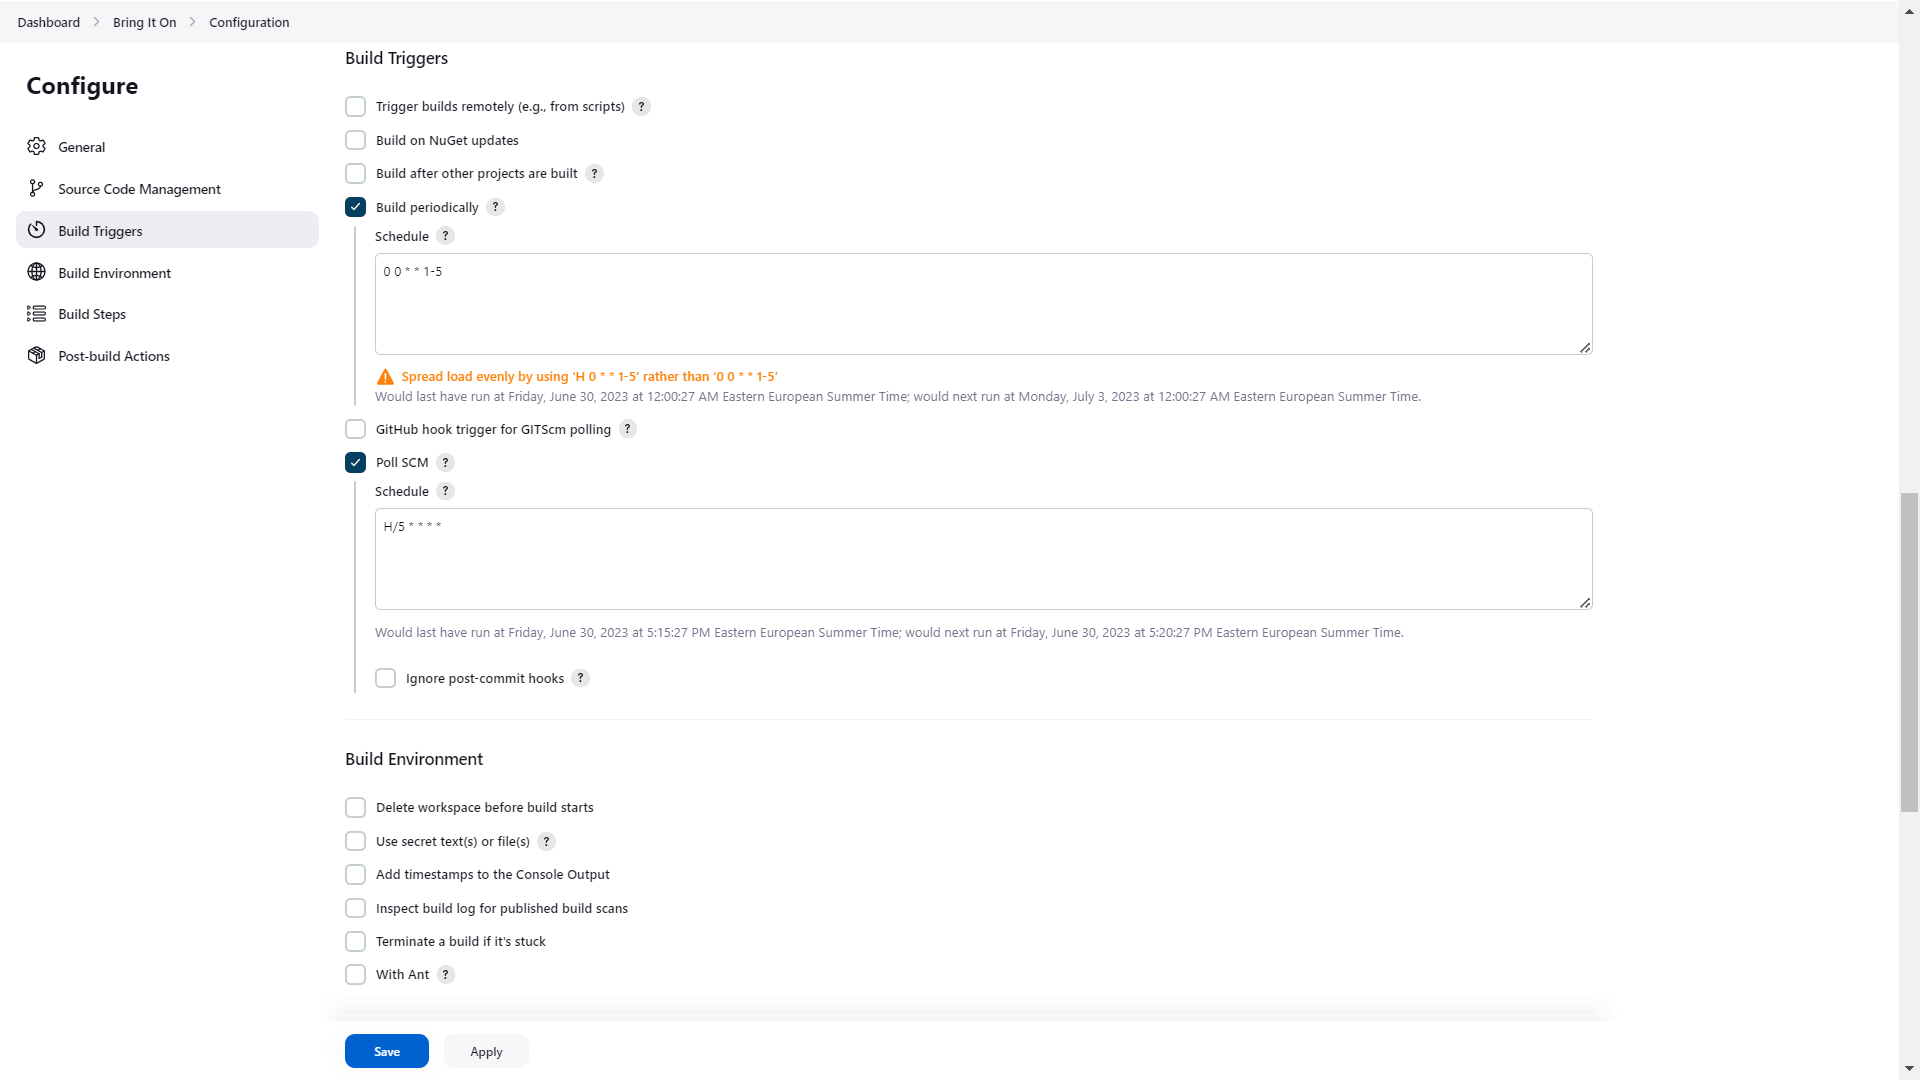 Dashboard > Bring It On > Configuration
Configure
General
Source Code Management
Build Triggers
Build Environment
Build Steps
Post-build Actions
Build Triggers
Trigger builds remotely (e.g., from scripts) ?
Build on NuGet updates
Build after other projects are built ?
Build periodically ?
Schedule ?
0 0 * * 1-5
Spread load evenly by using 'H 0 * * 1-5' rather than '0 0 * * 1-5'
Would last have run at Friday, June 30, 2023 at 12:00:27 AM Eastern European Summer Time; would next run at Monday, July 3, 2023 at 12:00:27 AM Eastern European Summer Time.
GitHub hook trigger for GITScm polling ?
Poll SCM ?
Schedule ?
H/5 * * * *
Would last have run at Friday, June 30, 2023 at 5:15:27 PM Eastern European Summer Time; would next run at Friday, June 30, 2023 at 5:20:27 PM Eastern European Summer Time.
Ignore post-commit hooks ?
Build Environment
Delete workspace before build starts
Use secret text(s) or file(s) ?
Add timestamps to the Console Output
Inspect build log for published build scans
Terminate a build if it's stuck
With Ant ?
Save
Apply